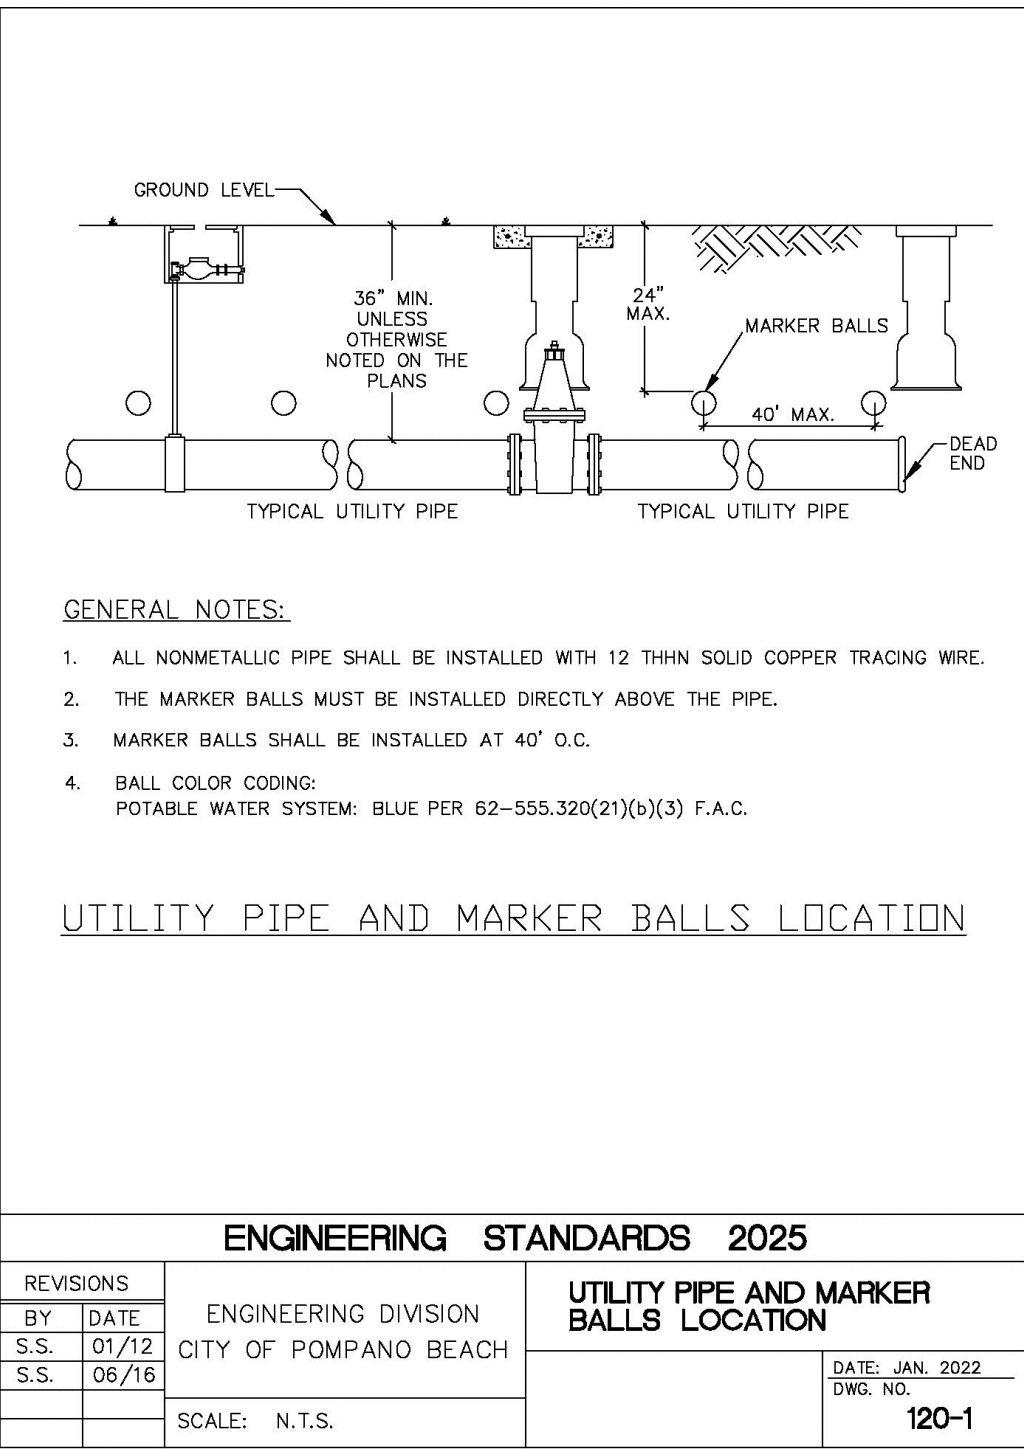 GROUND LEVEL
36" MIN.
UNLESS
OTHERWISE
NOTED ON THE
PLANS
24"
MAX.
MARKER BALLS
40' MAX.
DEAD
END
TYPICAL UTILITY PIPE
TYPICAL UTILITY PIPE
GENERAL NOTES:
1. ALL NONMETALLIC PIPE SHALL BE INSTALLED WITH 12 THHN SOLID COPPER TRACING WIRE.
2. THE MARKER BALLS MUST BE INSTALLED DIRECTLY ABOVE THE PIPE.
3. MARKER BALLS SHALL BE INSTALLED AT 40' O.C.
4. BALL COLOR CODING:
POTABLE WATER SYSTEM: BLUE PER 62-555.320(21)(b)(3) F.A.C.
UTILITY PIPE AND MARKER BALLS LOCATION
ENGINEERING STANDARDS 2025
REVISIONS
BY DATE
S.S. 01/12
S.S. 06/16
ENGINEERING DIVISION
CITY OF POMPANO BEACH
SCALE: N.T.S.
UTILITY PIPE AND MARKER
BALLS LOCATION
DATE: JAN. 2022
DWG. NO.
120-1